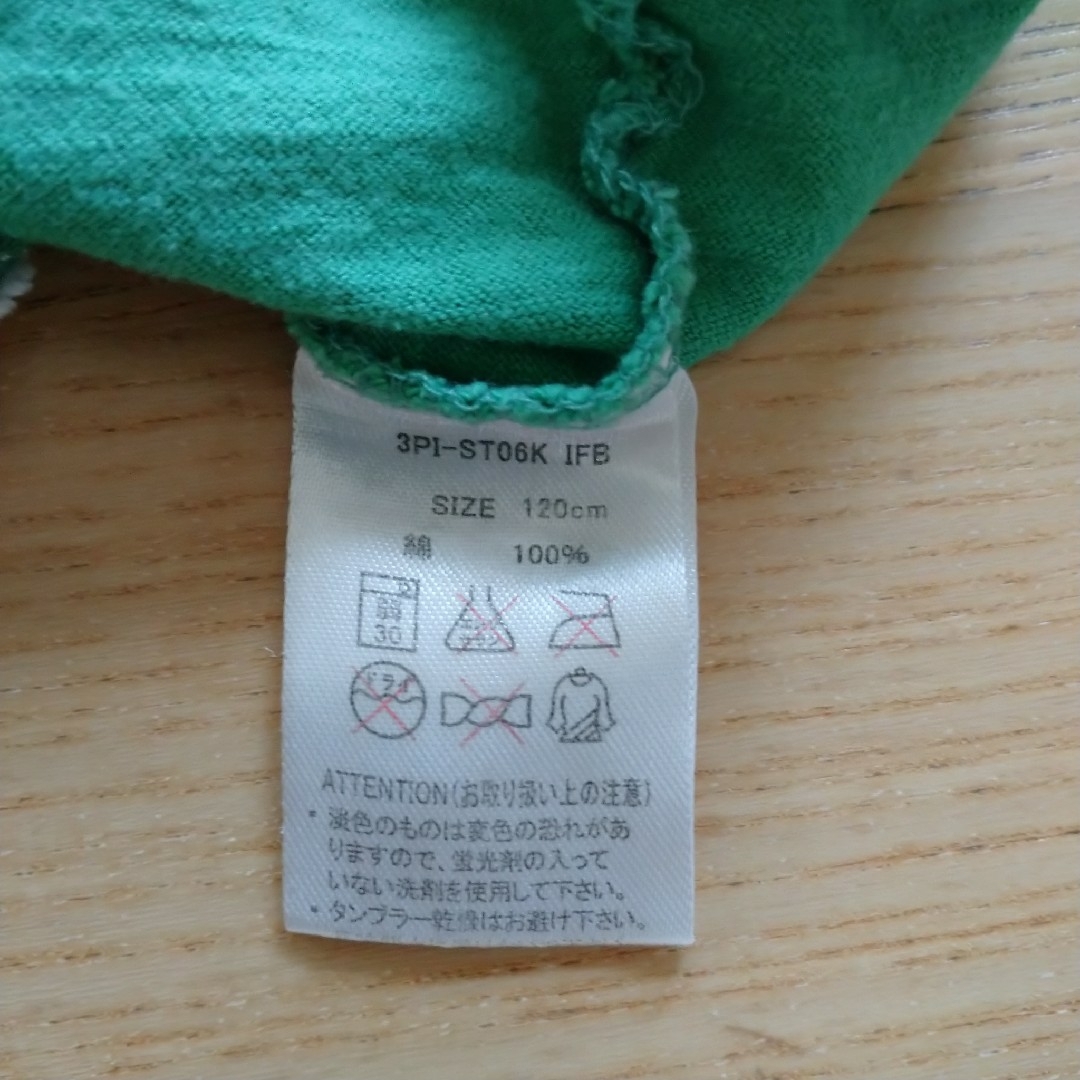 3PI-ST06K IFB
SIZE 120cm
綿 100%
弱
30
ドライ
ATTENTION(お取り扱い上の注意)
・淡色のものは変色の恐れがあ
りますので、蛍光剤の入って
いない洗剤を使用して下さい。
・タンブラー乾燥はお避け下さい。